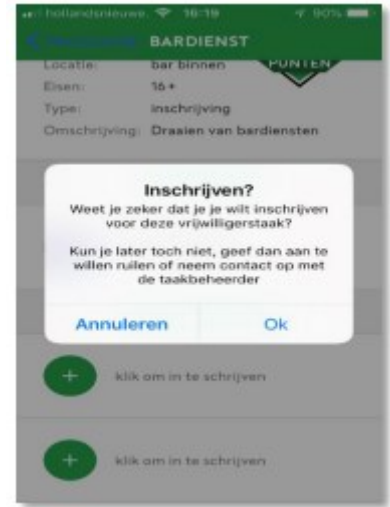 hollandsnieuwe. 16:19 90%
BARDIENST
Locatie: bar binnen
PUNTEN
Eisen: 16+
Type: inschrijving
Omschrijving: Draaien van bardiensten
Inschrijven?
Weet je zeker dat je je wilt inschrijven
voor deze vrijwilligerstaak?
Kun je later toch niet, geef dan aan te
willen ruilen of neem contact op met
de taakbeheerder
Annuleren Ok
klik om in te schrijven
klik om in te schrijven